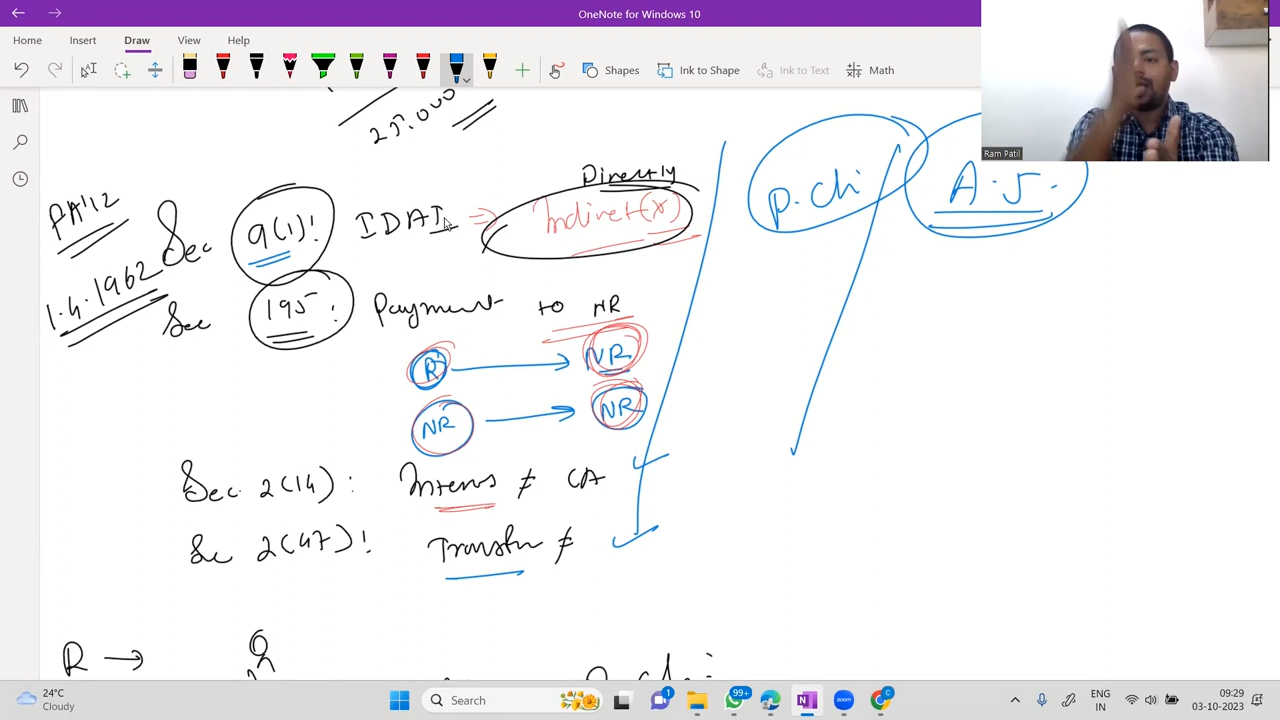 OneNote for Windows 10
Home Insert Draw View Help
Shapes Ink to Shape Ink to Text Math
Ram Patil
25,000
Directly
FA'12 Sec 9(1): IDAI ⇒ Indirect (x) P.Chi A.J.
1.4.1962
Sec 195: Payment to NR
R → NR
NR → NR
Sec. 2(14): ≠ CA
Se 2(47)! Transfer ≠
R →
24°C
Cloudy
Search
99+
1
ENG
IN
09:29
03-10-2023